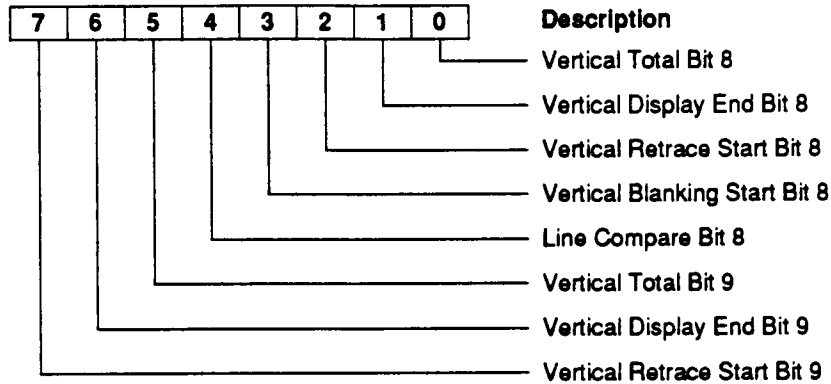 7 6 5 4 3 2 1 0 Description
Vertical Total Bit 8
Vertical Display End Bit 8
Vertical Retrace Start Bit 8
Vertical Blanking Start Bit 8
Line Compare Bit 8
Vertical Total Bit 9
Vertical Display End Bit 9
Vertical Retrace Start Bit 9